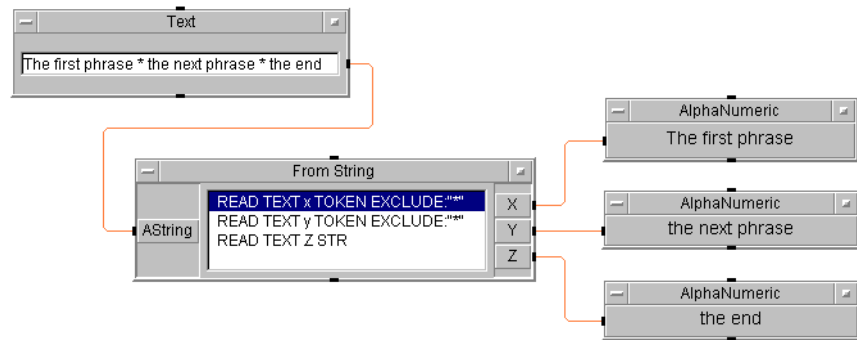 Text
The first phrase * the next phrase * the end
From String
AString
READ TEXT x TOKEN EXCLUDE:"*"
READ TEXT y TOKEN EXCLUDE:"*"
READ TEXT Z STR
X
Y
Z
AlphaNumeric
The first phrase
AlphaNumeric
the next phrase
AlphaNumeric
the end